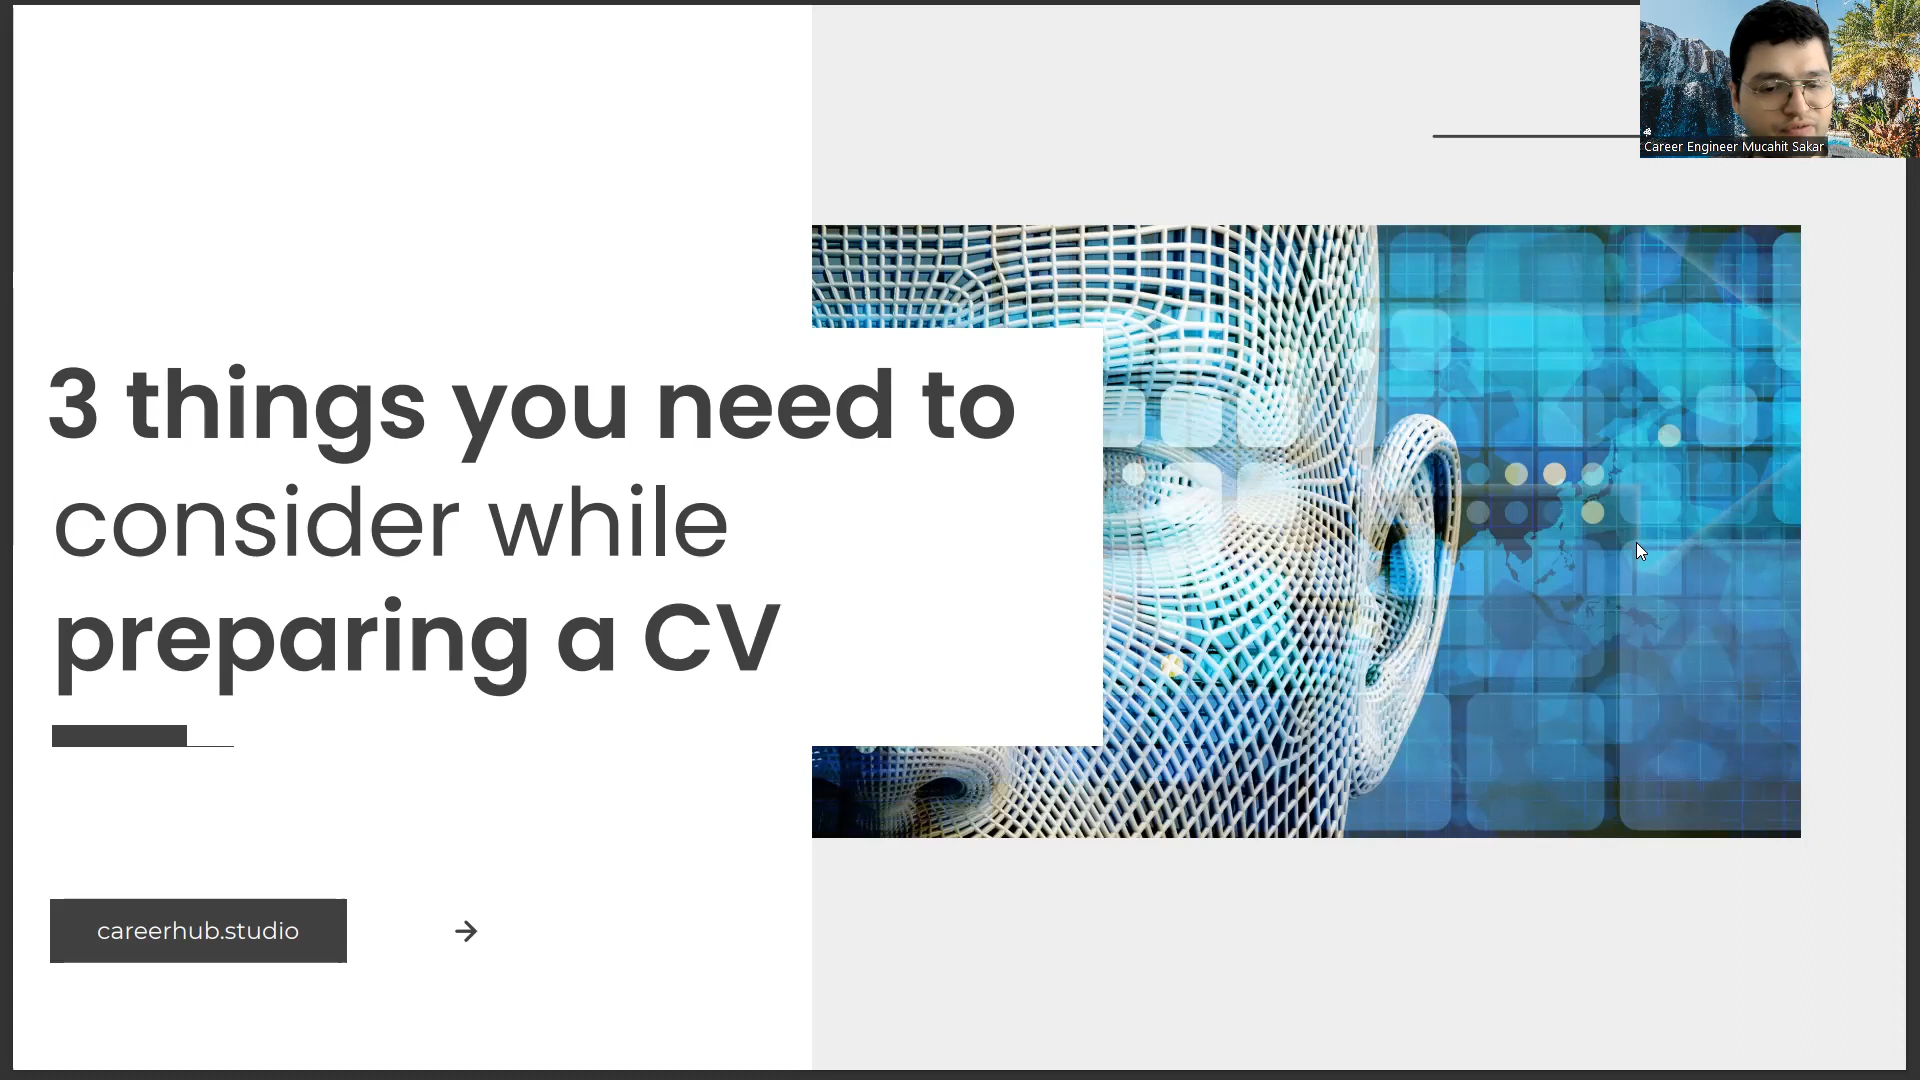 Career Engineer Mucahit Sakar
3 things you need to
consider while
preparing a CV
careerhub.studio